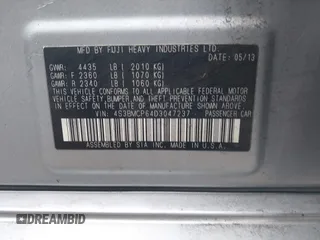 MFD BY FUJI HEAVY INDUSTRIES LTD.
DATE: 05/13
GVWR: 4435 LB ( 2010 KG)
GAWR: F 2360 LB ( 1070 KG)
GAWR: R 2340 LB ( 1060 KG)
THIS VEHICLE CONFORMS TO ALL APPLICABLE FEDERAL MOTOR
VEHICLE SAFETY, BUMPER, AND THEFT PREVENTION
STANDARDS IN EFFECT ON THE DATE OF MANUFACTURE
SHOWN ABOVE.
VIN: 4S3BMCP64D3047237 PASSENGER CAR
ASSEMBLED BY SIA INC. MADE IN U.S.A.
DREAMBID